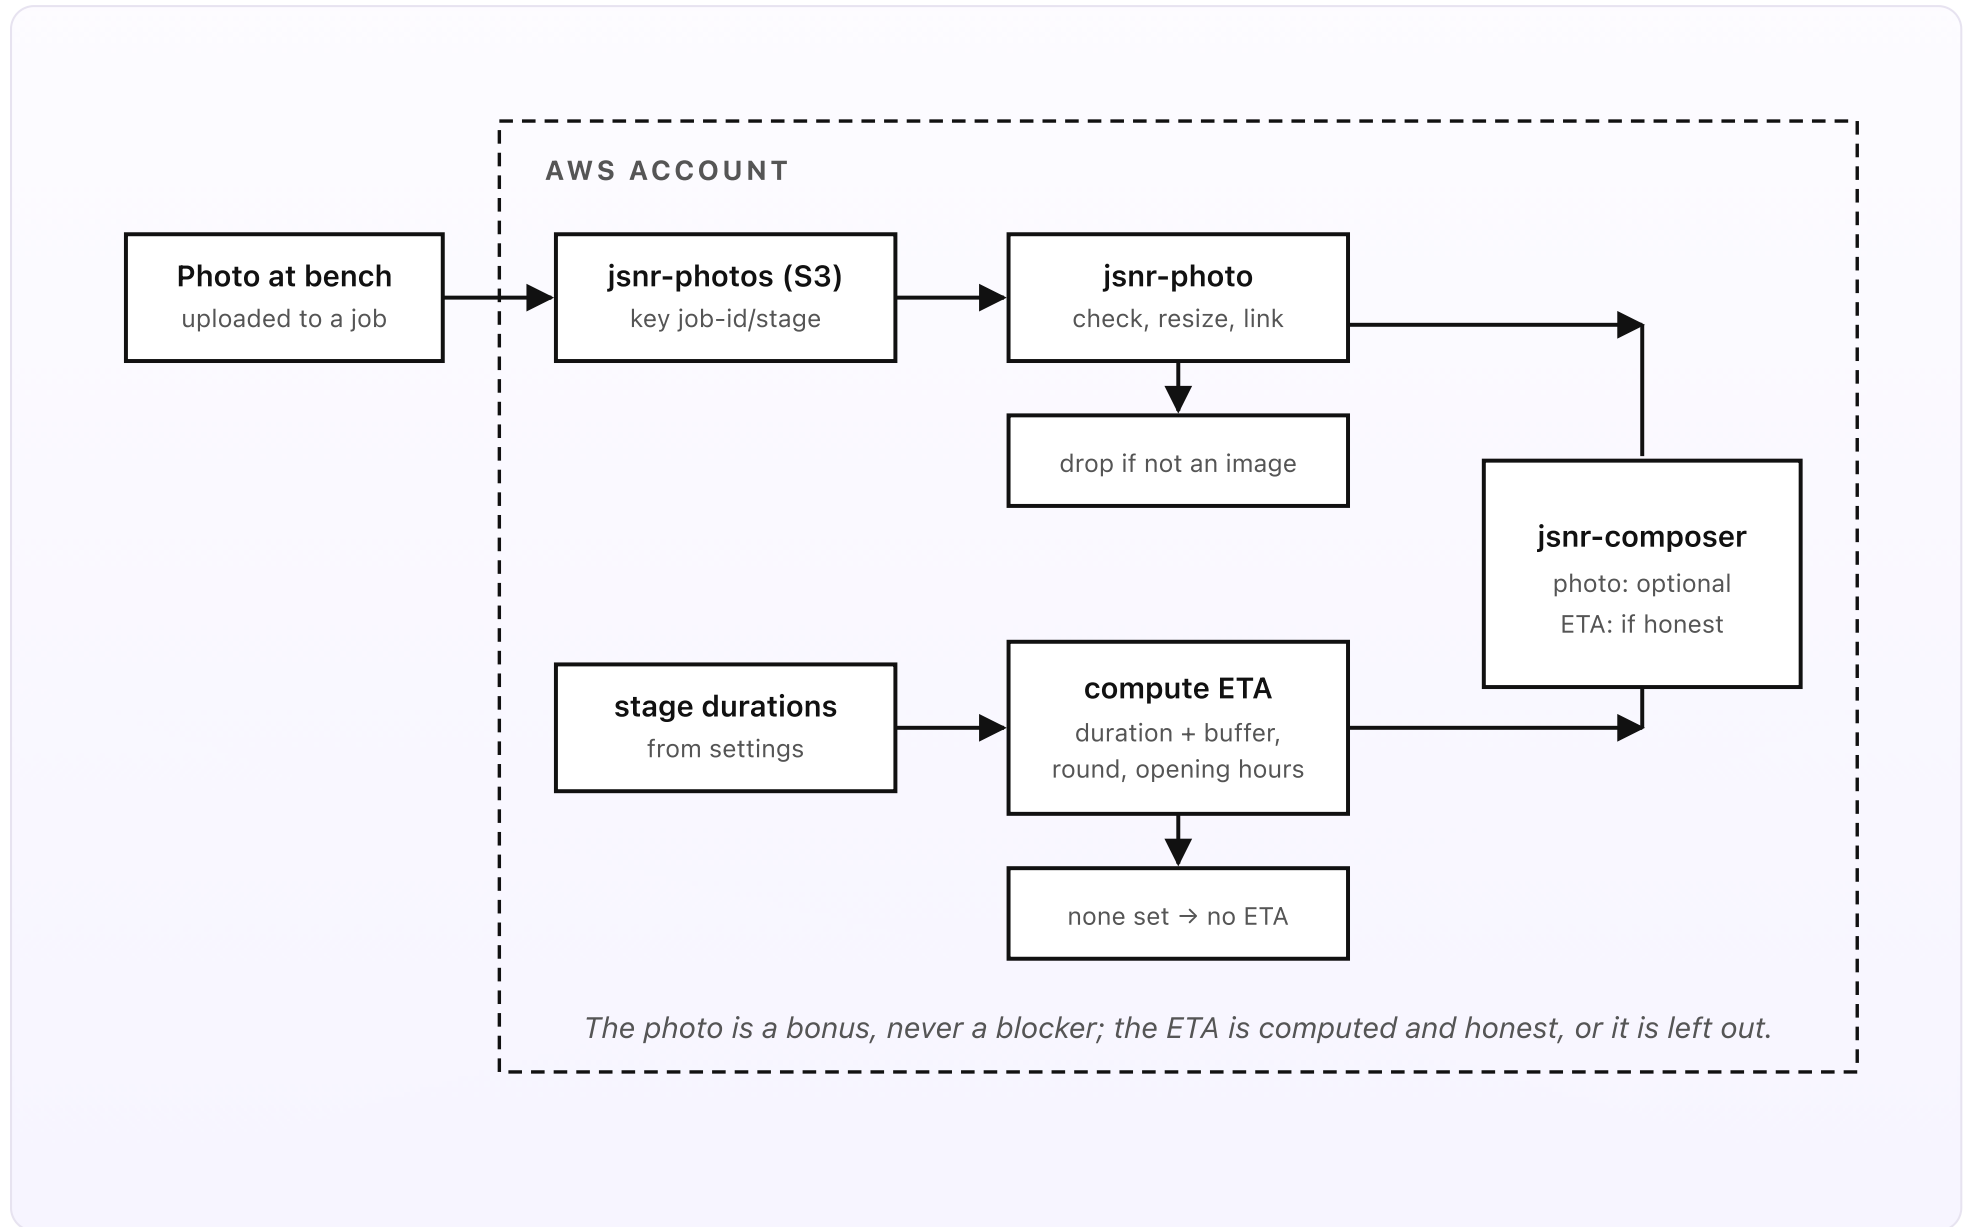 AWS ACCOUNT
Photo at bench
uploaded to a job
jsnr-photos (S3)
key job-id/stage
jsnr-photo
check, resize, link
drop if not an image
jsnr-composer
photo: optional
ETA: if honest
stage durations
from settings
compute ETA
duration + buffer,
round, opening hours
none set → no ETA
The photo is a bonus, never a blocker; the ETA is computed and honest, or it is left out.